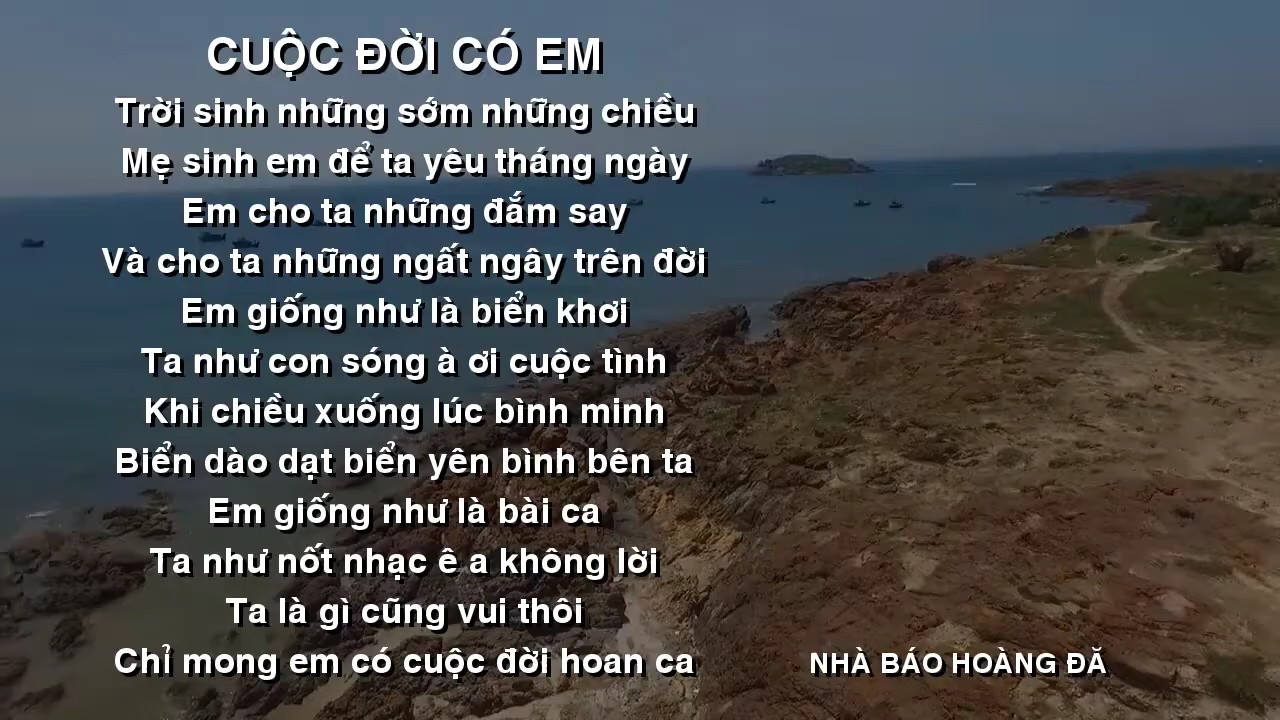 CUỘC ĐỜI CÓ EM
Trời sinh những sớm những chiều
Mẹ sinh em để ta yêu tháng ngày
Em cho ta những đắm say
Và cho ta những ngất ngây trên đời
Em giống như là biển khơi
Ta như con sóng à ơi cuộc tình
Khi chiều xuống lúc bình minh
Biển dào dạt biển yên bình bên ta
Em giống như là bài ca
Ta như nốt nhạc ê a không lời
Ta là gì cũng vui thôi
Chỉ mong em có cuộc đời hoan ca
NHÀ BÁO HOÀNG ĐĂ